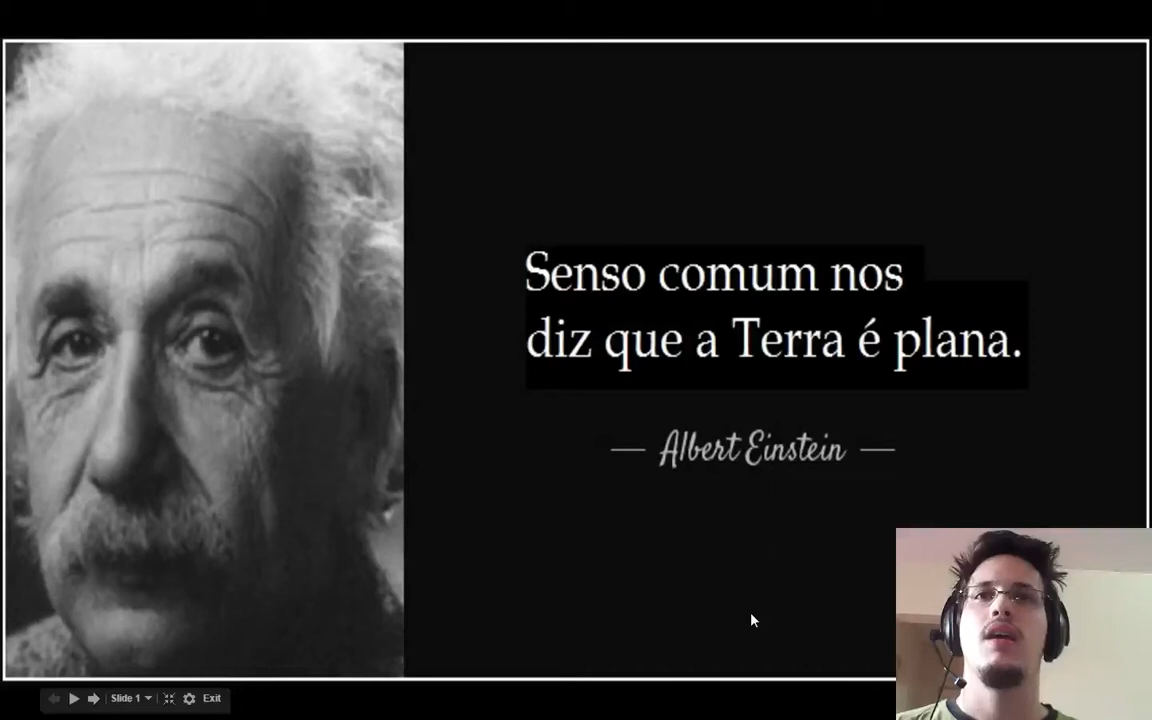 Senso comum nos
diz que a Terra é plana.
— Albert Einstein —
Slide 1
Exit